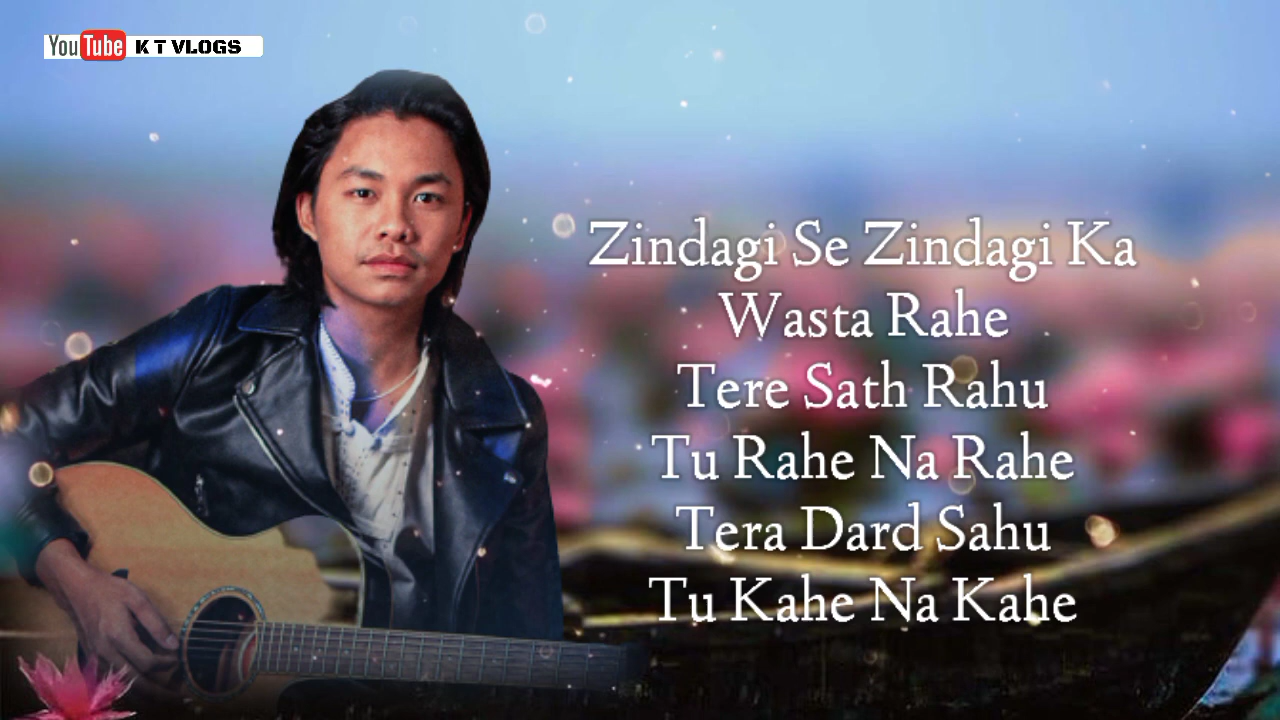 YouTube K T VLOGS
Zindagi Se Zindagi Ka
Wasta Rahe
Tere Sath Rahu
Tu Rahe Na Rahe
Tera Dard Sahu
Tu Kahe Na Kahe